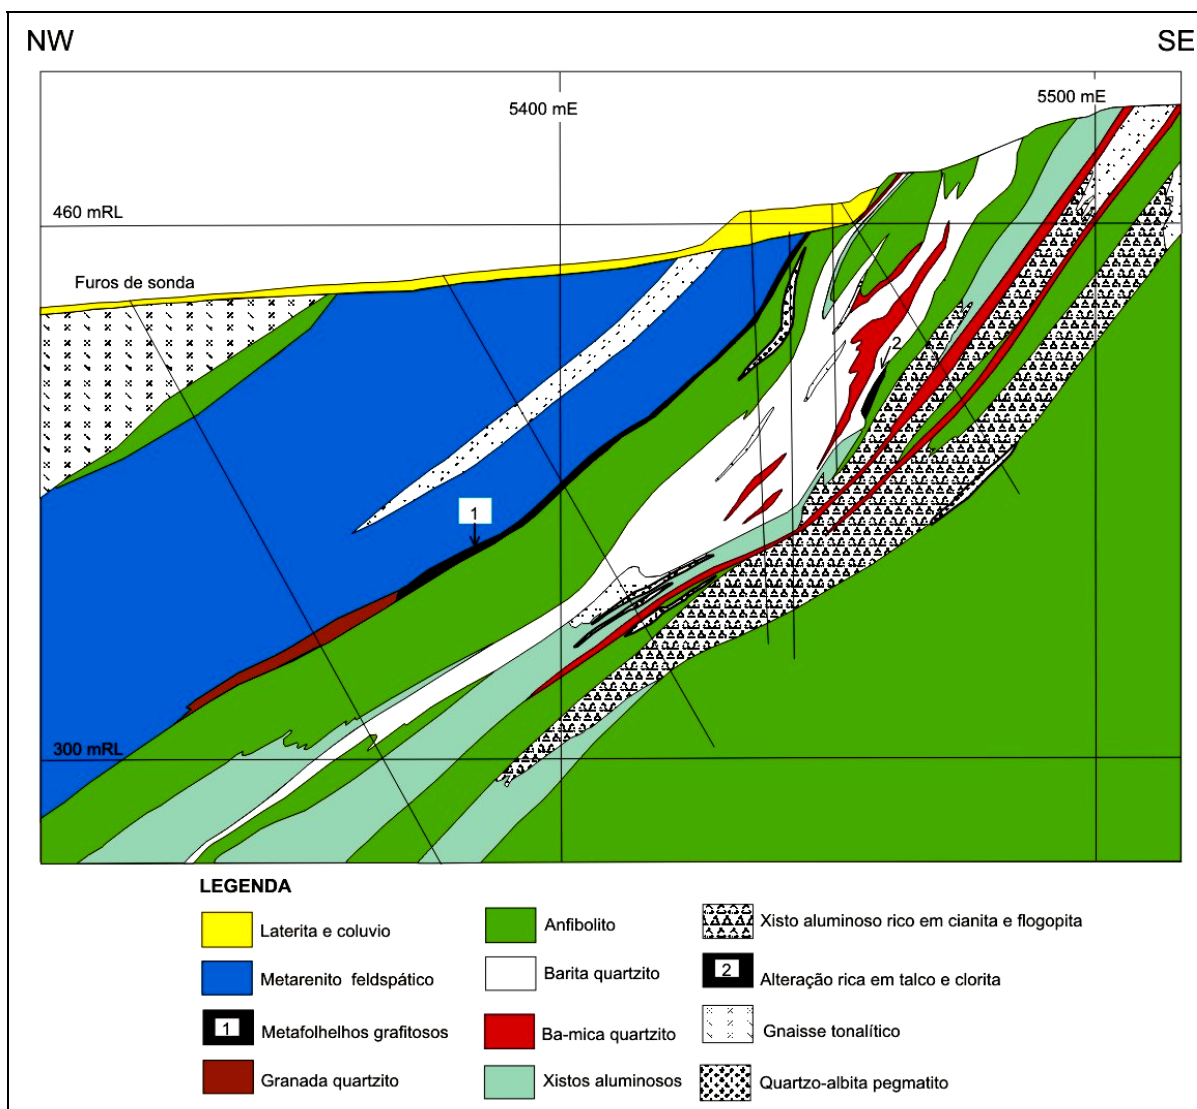 NW
SE
5400 mE
5500 mE
460 mRL
Furos de sonda
1
2
300 mRL
LEGENDA
Laterita e coluvio
Anfibolito
Xisto aluminoso rico em cianita e flogopita
Metarenito feldspático
Barita quartzito
2 Alteração rica em talco e clorita
1 Metafolhelhos grafitosos
Ba-mica quartzito
Gnaisse tonalítico
Granada quartzito
Xistos aluminosos
Quartzo-albita pegmatito